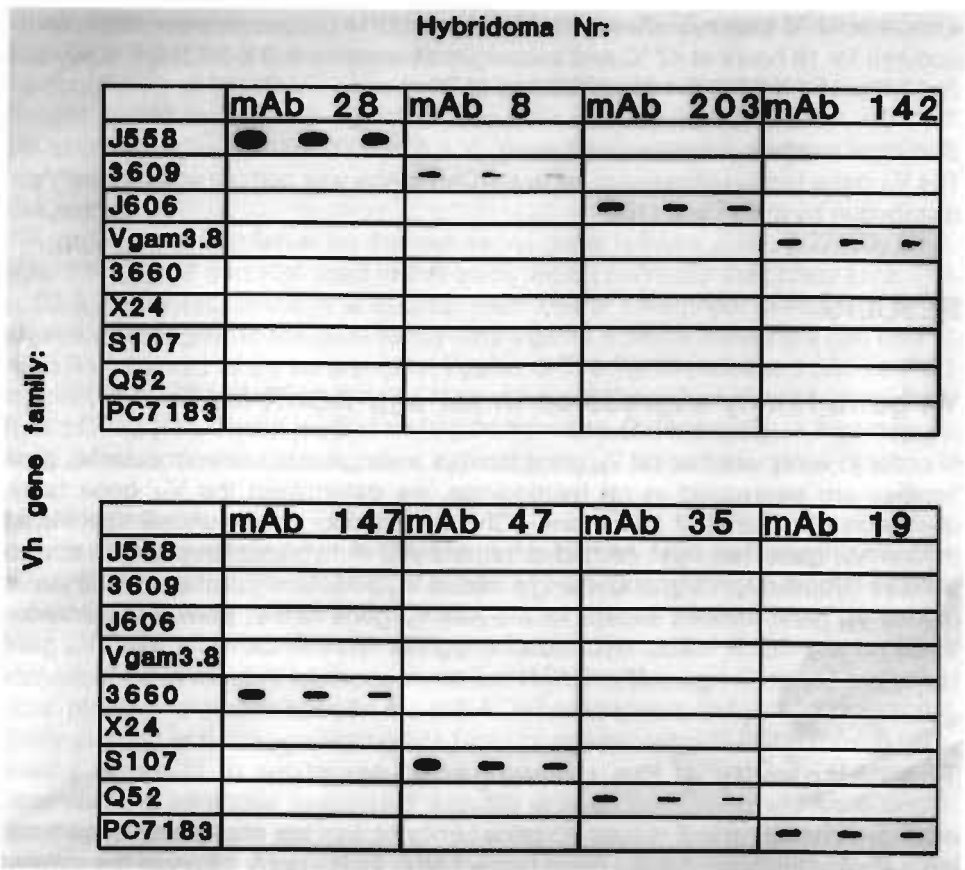 Hybridoma Nr:
mAb 28 mAb 8 mAb 203 mAb 142
J558
3609
J606
Vgam3.8
3660
X24
S107
Q52
PC7183
Vh gene family:
mAb 147 mAb 47 mAb 35 mAb 19
J558
3609
J606
Vgam3.8
3660
X24
S107
Q52
PC7183